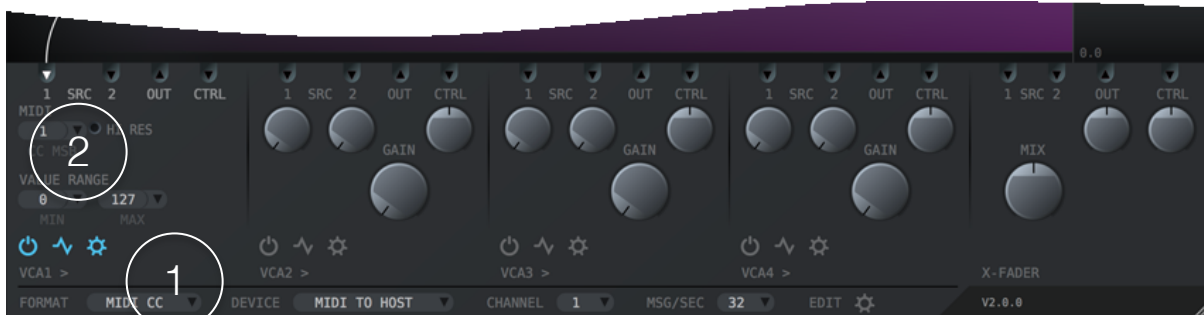 0.0
1 SRC 2 OUT CTRL 1 SRC 2 OUT CTRL 1 SRC 2 OUT CTRL 1 SRC 2 OUT CTRL 1 SRC 2 OUT CTRL
MIDI
1 HI RES
2
GAIN GAIN GAIN MIX
VALUE RANGE
0 127
MIN MAX
VCA1 > VCA2 > VCA3 > VCA4 > X-FADER
1
FORMAT MIDI CC DEVICE MIDI TO HOST CHANNEL 1 MSG/SEC 32 EDIT V2.0.0